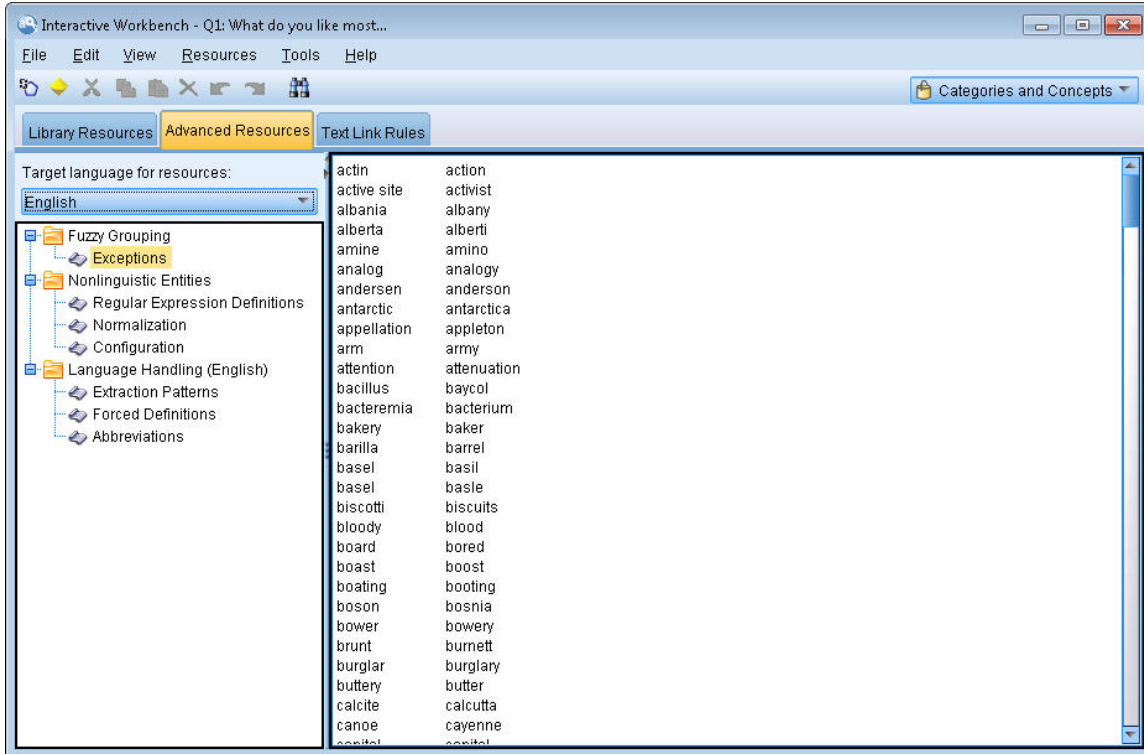 Interactive Workbench - Q1: What do you like most...
File Edit View Resources Tools Help
Categories and Concepts
Library Resources Advanced Resources Text Link Rules
Target language for resources:
English
Fuzzy Grouping
Exceptions
Nonlinguistic Entities
Regular Expression Definitions
Normalization
Configuration
Language Handling (English)
Extraction Patterns
Forced Definitions
Abbreviations
actin action
active site activist
albania albany
alberta alberti
amine amino
analog analogy
andersen anderson
antarctic antarctica
appellation appleton
arm army
attention attenuation
bacillus baycol
bacteremia bacterium
bakery baker
barilla barrel
basel basil
basel basle
biscotti biscuits
bloody blood
board bored
boast boost
boating booting
boson bosnia
bower bowery
brunt burnett
burglar burglary
buttery butter
calcite calcutta
canoe cayenne